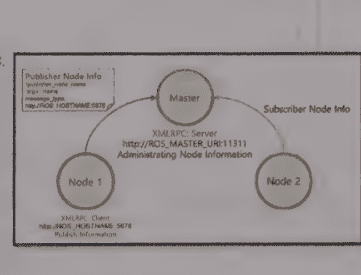 Publisher Node Info
/publisher_node_name
/topic_name
message_type,
http://ROS_HOSTNAME:5678
Master
Subscriber Node Info
XMLRPC: Server
http://ROS_MASTER_URI:11311
Administrating Node Information
Node 1
Node 2
XMLRPC: Client
http://ROS_HOSTNAME:5678
Publish Information